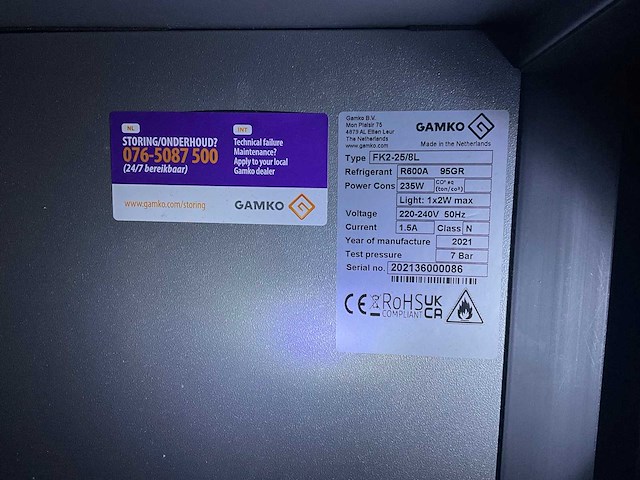 NL
STORING/ONDERHOUD?
076-5087 500
(24/7 bereikbaar)
INT
Technical failure
Maintenance?
Apply to your local
Gamko dealer
www.gamko.com/storing
GAMKO
Gamko B.V.
Mon Plaisir 75
4879 AL Etten Leur
The Netherlands
www.gamko.com
GAMKO
Made in the Netherlands
Type FK2-25/8L
Refrigerant R600A 95GR
Power Cons 235W CO² eq (ton/co²)
Light: 1x2W max
Voltage 220-240V 50Hz
Current 1.5A Class N
Year of manufacture 2021
Test pressure 7 Bar
Serial no. 202136000086
CE RoHS COMPLIANT UK CA